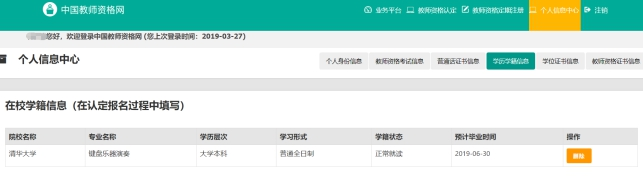 中国教师资格网 业务平台 教师资格认定 教师资格定期注册 个人信息中心 注销
您好，欢迎登录中国教师资格网 (您上次登录时间：2019-03-27)
个人信息中心 个人身份信息 教师资格考试信息 普通话证书信息 学历学籍信息 学位证书信息 教师资格证书信息
在校学籍信息（在认定报名过程中填写）
院校名称 专业名称 学历层次 学习形式 学籍状态 预计毕业时间 操作
清华大学 键盘乐器演奏 大学本科 普通全日制 正常就读 2019-06-30 删除